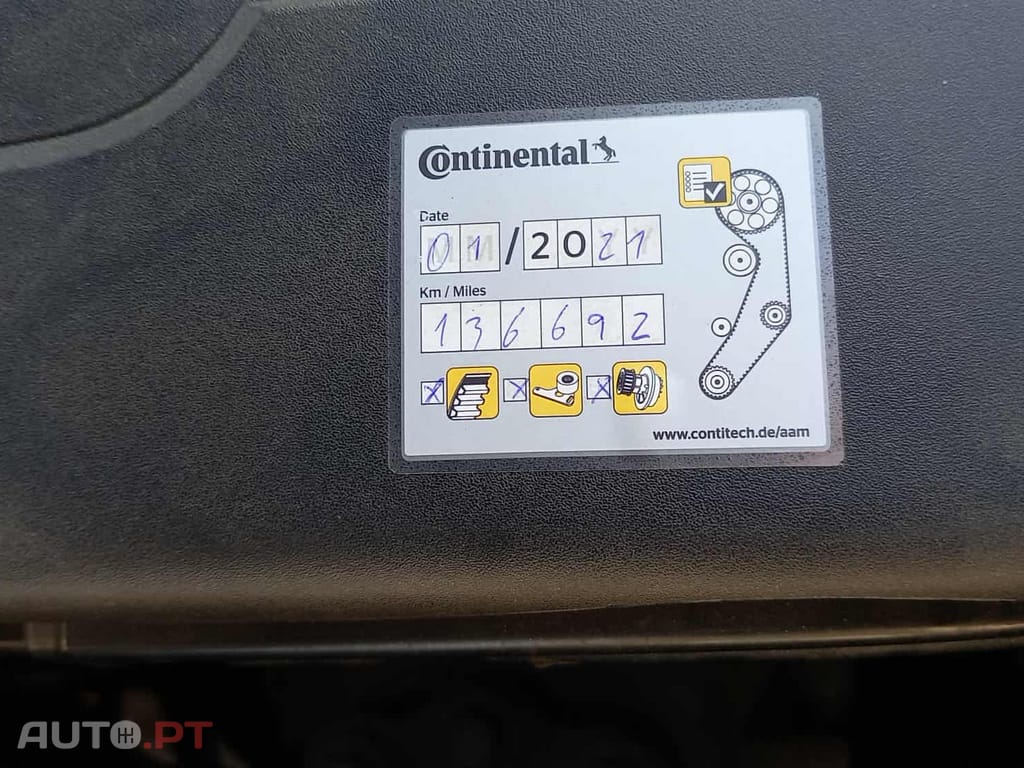 Continental
Date
01/2021
Km / Miles
136692
www.contitech.de/aam
AUTO.PT